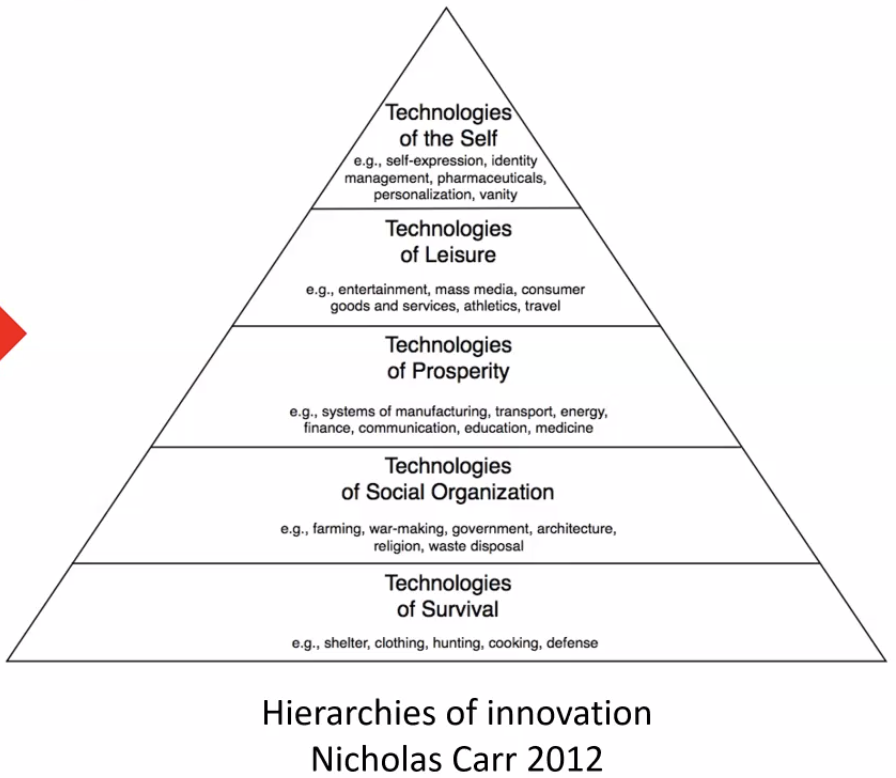 Technologies
of the Self
e.g., self-expression, identity
management, pharmaceuticals,
personalization, vanity
Technologies
of Leisure
e.g., entertainment, mass media, consumer
goods and services, athletics, travel
Technologies
of Prosperity
e.g., systems of manufacturing, transport, energy,
finance, communication, education, medicine
Technologies
of Social Organization
e.g., farming, war-making, government, architecture,
religion, waste disposal
Technologies
of Survival
e.g., shelter, clothing, hunting, cooking, defense
Hierarchies of innovation
Nicholas Carr 2012